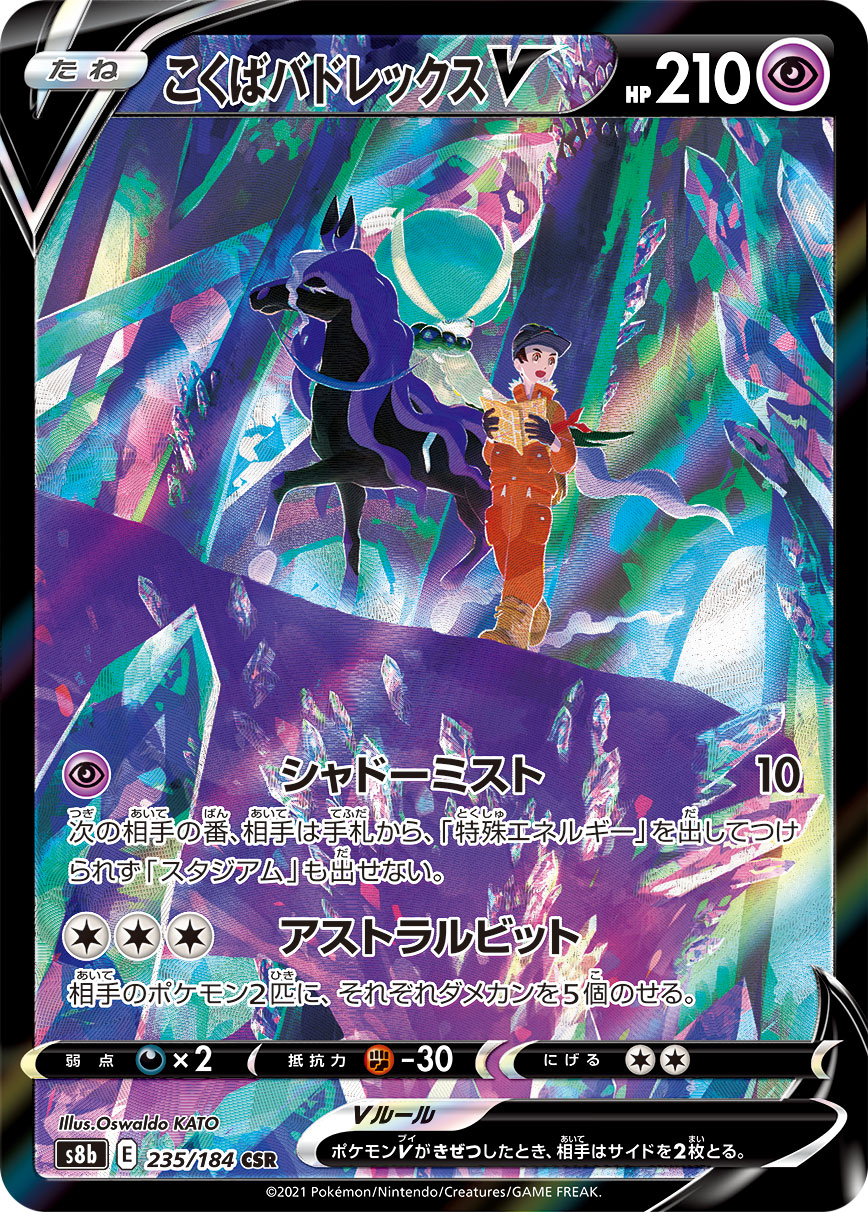 たね
こくばバドレックスV
HP 210
シャドーミスト 10
次の相手の番、相手は手札から、「特殊エネルギー」を出してつけ
られず「スタジアム」も出せない。
アストラルビット
相手のポケモン2匹に、それぞれダメカンを5個のせる。
弱点 ×2 抵抗力 -30 にげる
Illus.Oswaldo KATO
Vルール
ポケモンVがきぜつしたとき、相手はサイドを2枚とる。
s8b E 235/184 CSR
©2021 Pokémon/Nintendo/Creatures/GAME FREAK.